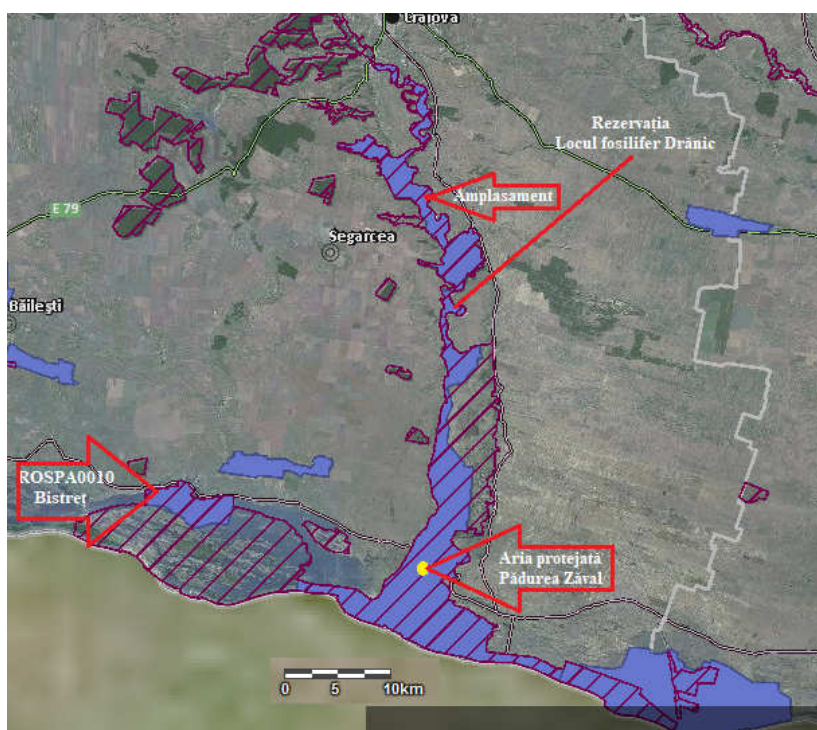 Craiova
Rezervația
Locul fosilifer Drănic
Amplasament
E 79
Segarcea
Băilești
ROSPA0010
Bistreț
Aria protejată
Pădurea Zăval
0 5 10km